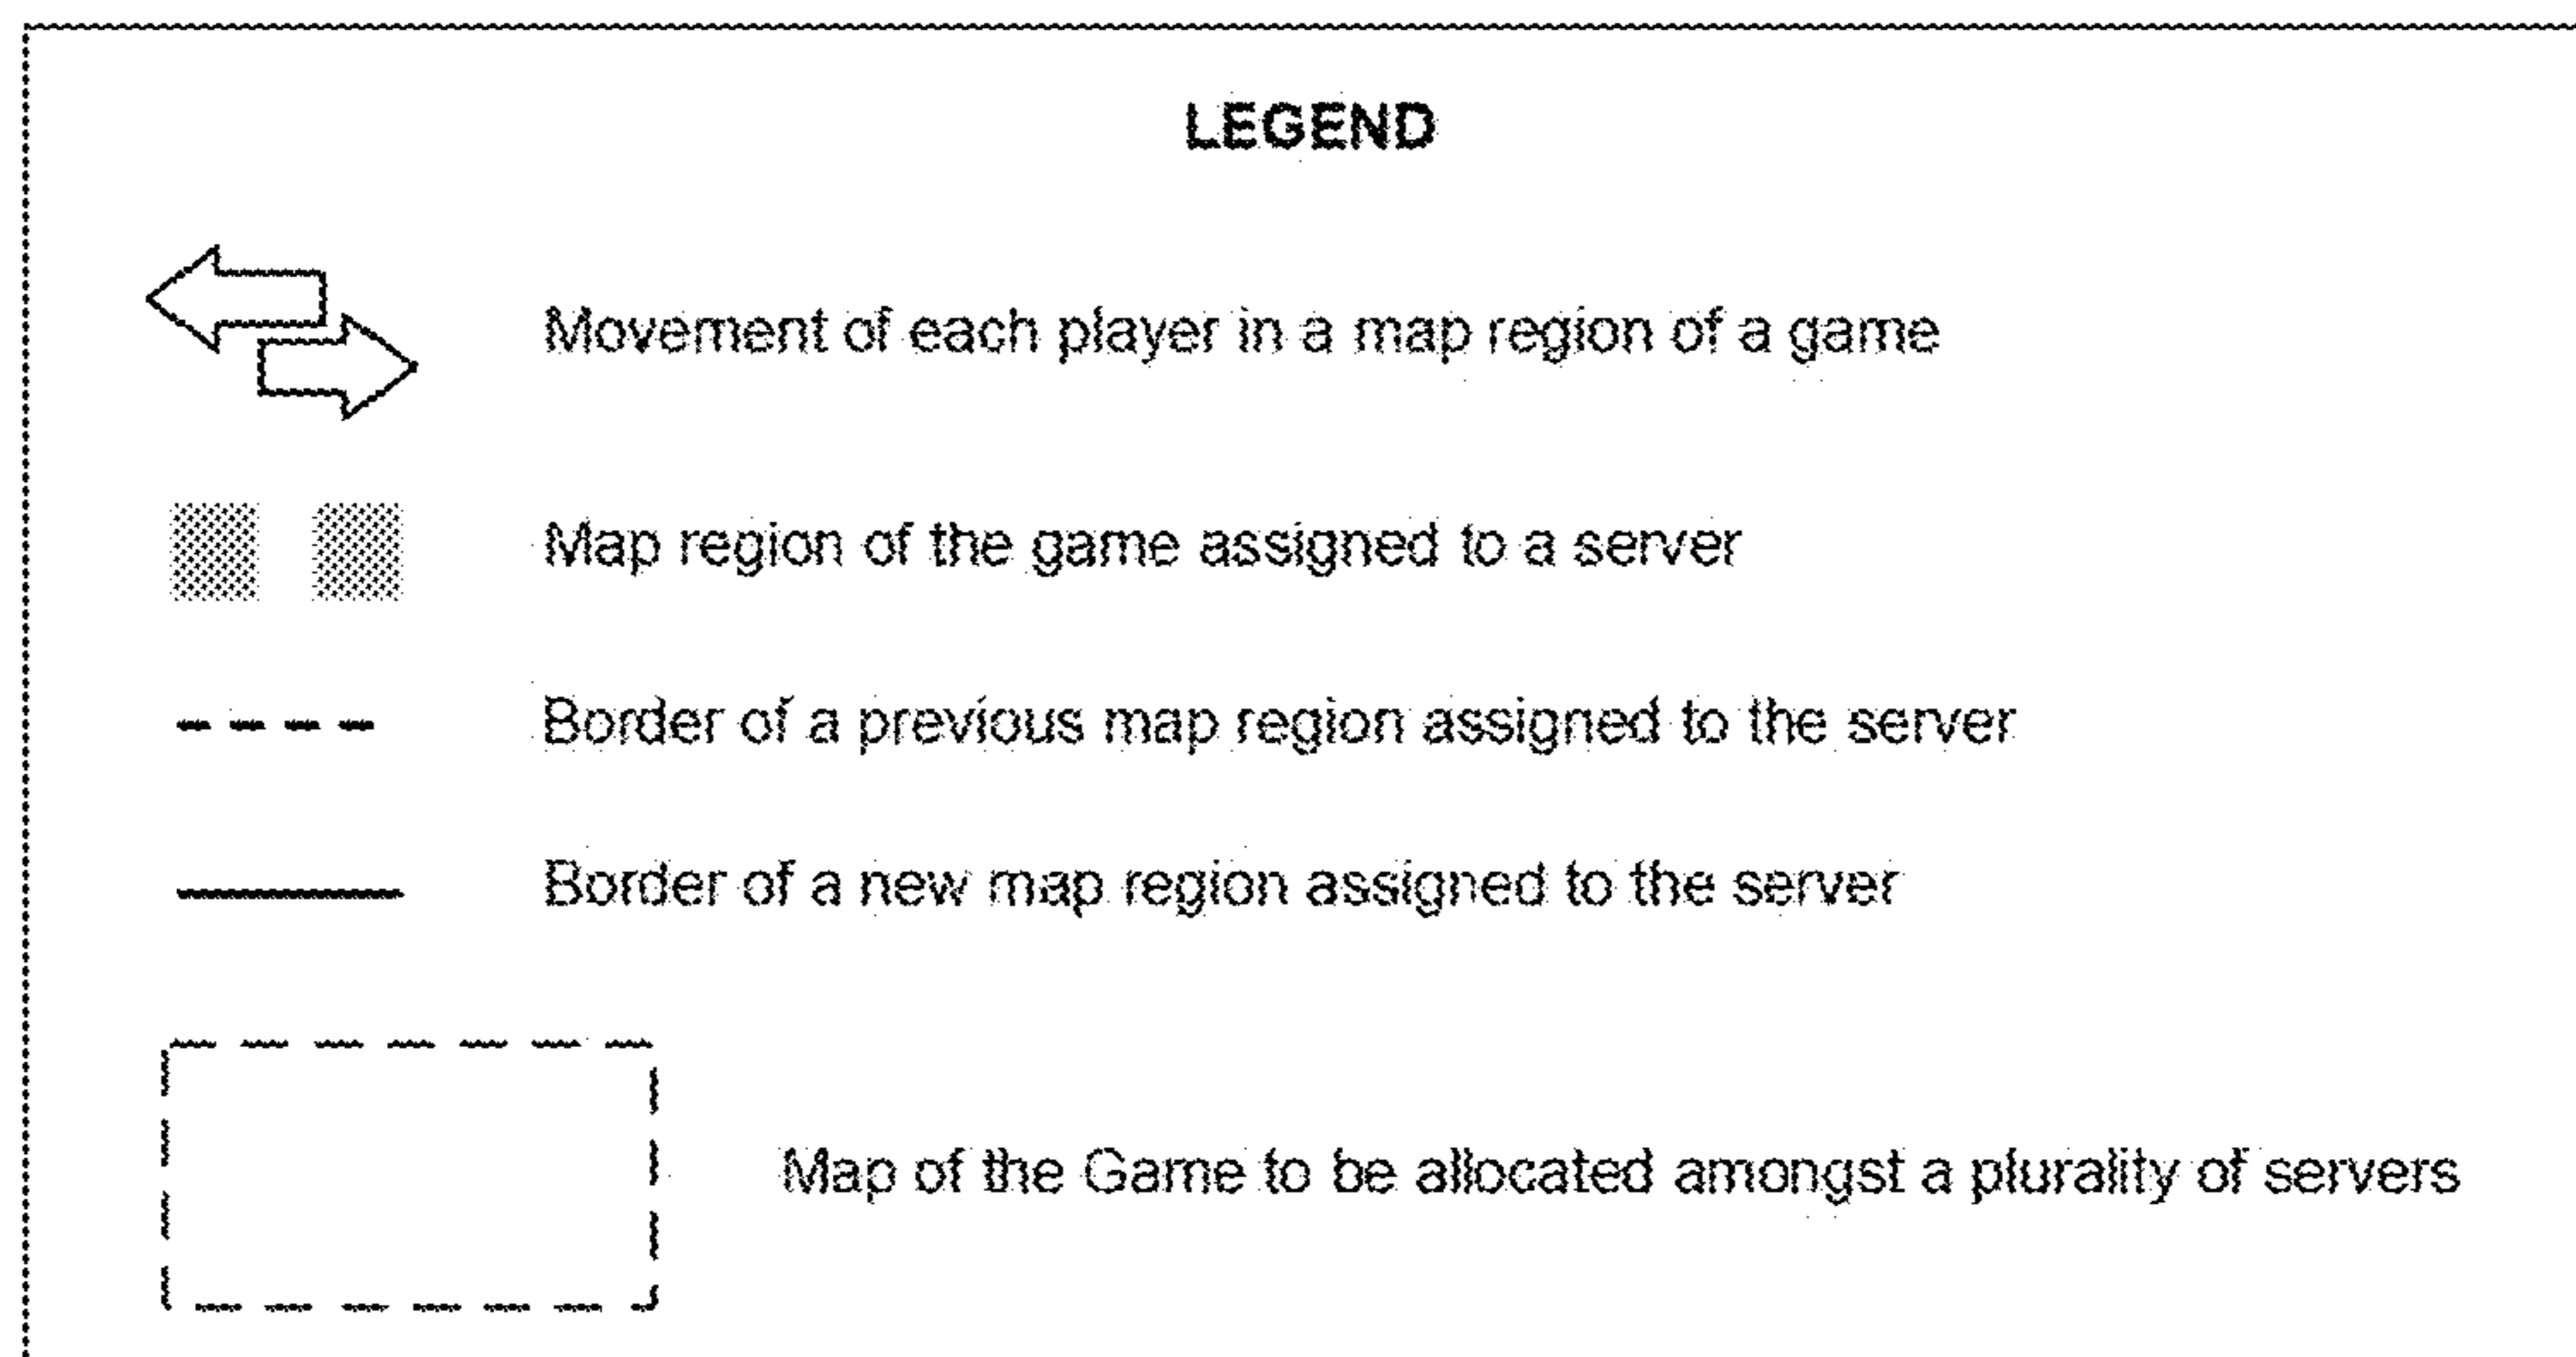 LEGEND
Movement of each player in a map region of a game
Map region of the game assigned to a server
Border of a previous map region assigned to the server
Border of a new map region assigned to the server
Map of the Game to be allocated amongst a plurality of servers